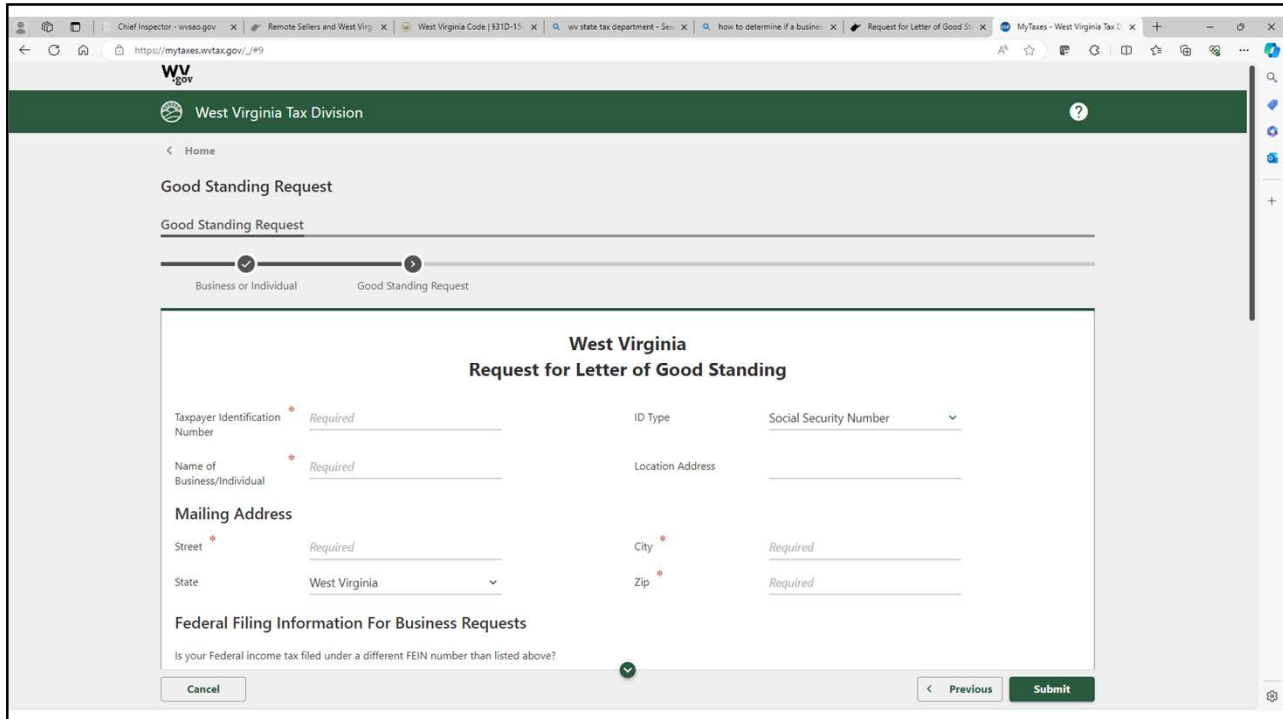 Chief Inspector - wvsao.gov
Remote Sellers and West Virg
West Virginia Code | §31D-15-
wv state tax department - Sea
how to determine if a busines
Request for Letter of Good St
MyTaxes - West Virginia Tax D
https://mytaxes.wvtax.gov/_/#9
WV
.gov
West Virginia Tax Division
?
< Home
Good Standing Request
Good Standing Request
Business or Individual Good Standing Request
West Virginia
Request for Letter of Good Standing
Taxpayer Identification Number * Required ID Type Social Security Number
Name of Business/Individual * Required Location Address
Mailing Address
Street * Required City * Required
State West Virginia Zip * Required
Federal Filing Information For Business Requests
Is your Federal income tax filed under a different FEIN number than listed above?
Cancel < Previous Submit